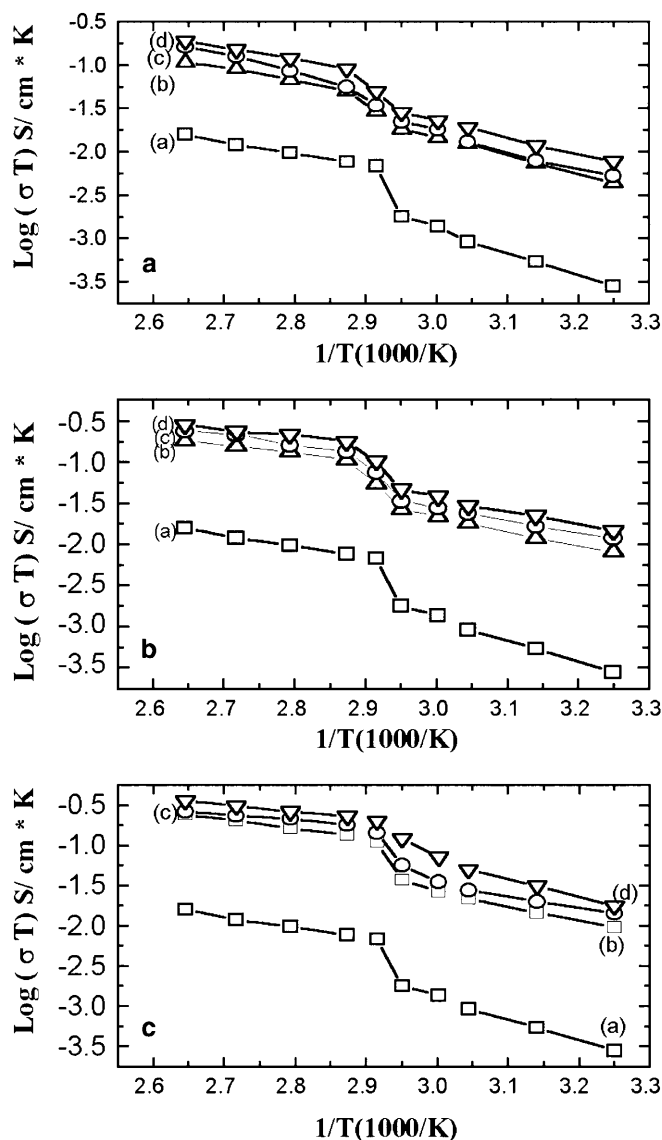 -0.5
(d)
-1.0
(c)
(b)
-1.5
(a)
-2.0
-2.5
-3.0
a
-3.5
Log ( σ T ) S/ cm * K
2.6 2.7 2.8 2.9 3.0 3.1 3.2 3.3
1/T(1000/K)
-0.5
(d)
(c)
(b)
-1.0
-1.5
(a)
-2.0
-2.5
-3.0
b
-3.5
Log ( σ T ) S/ cm * K
2.6 2.7 2.8 2.9 3.0 3.1 3.2 3.3
1/T(1000/K)
-0.5
(c)
-1.0
-1.5
(d)
-2.0
(b)
-2.5
-3.0
(a)
c
-3.5
Log ( σ T ) S/ cm * K
2.6 2.7 2.8 2.9 3.0 3.1 3.2 3.3
1/T(1000/K)